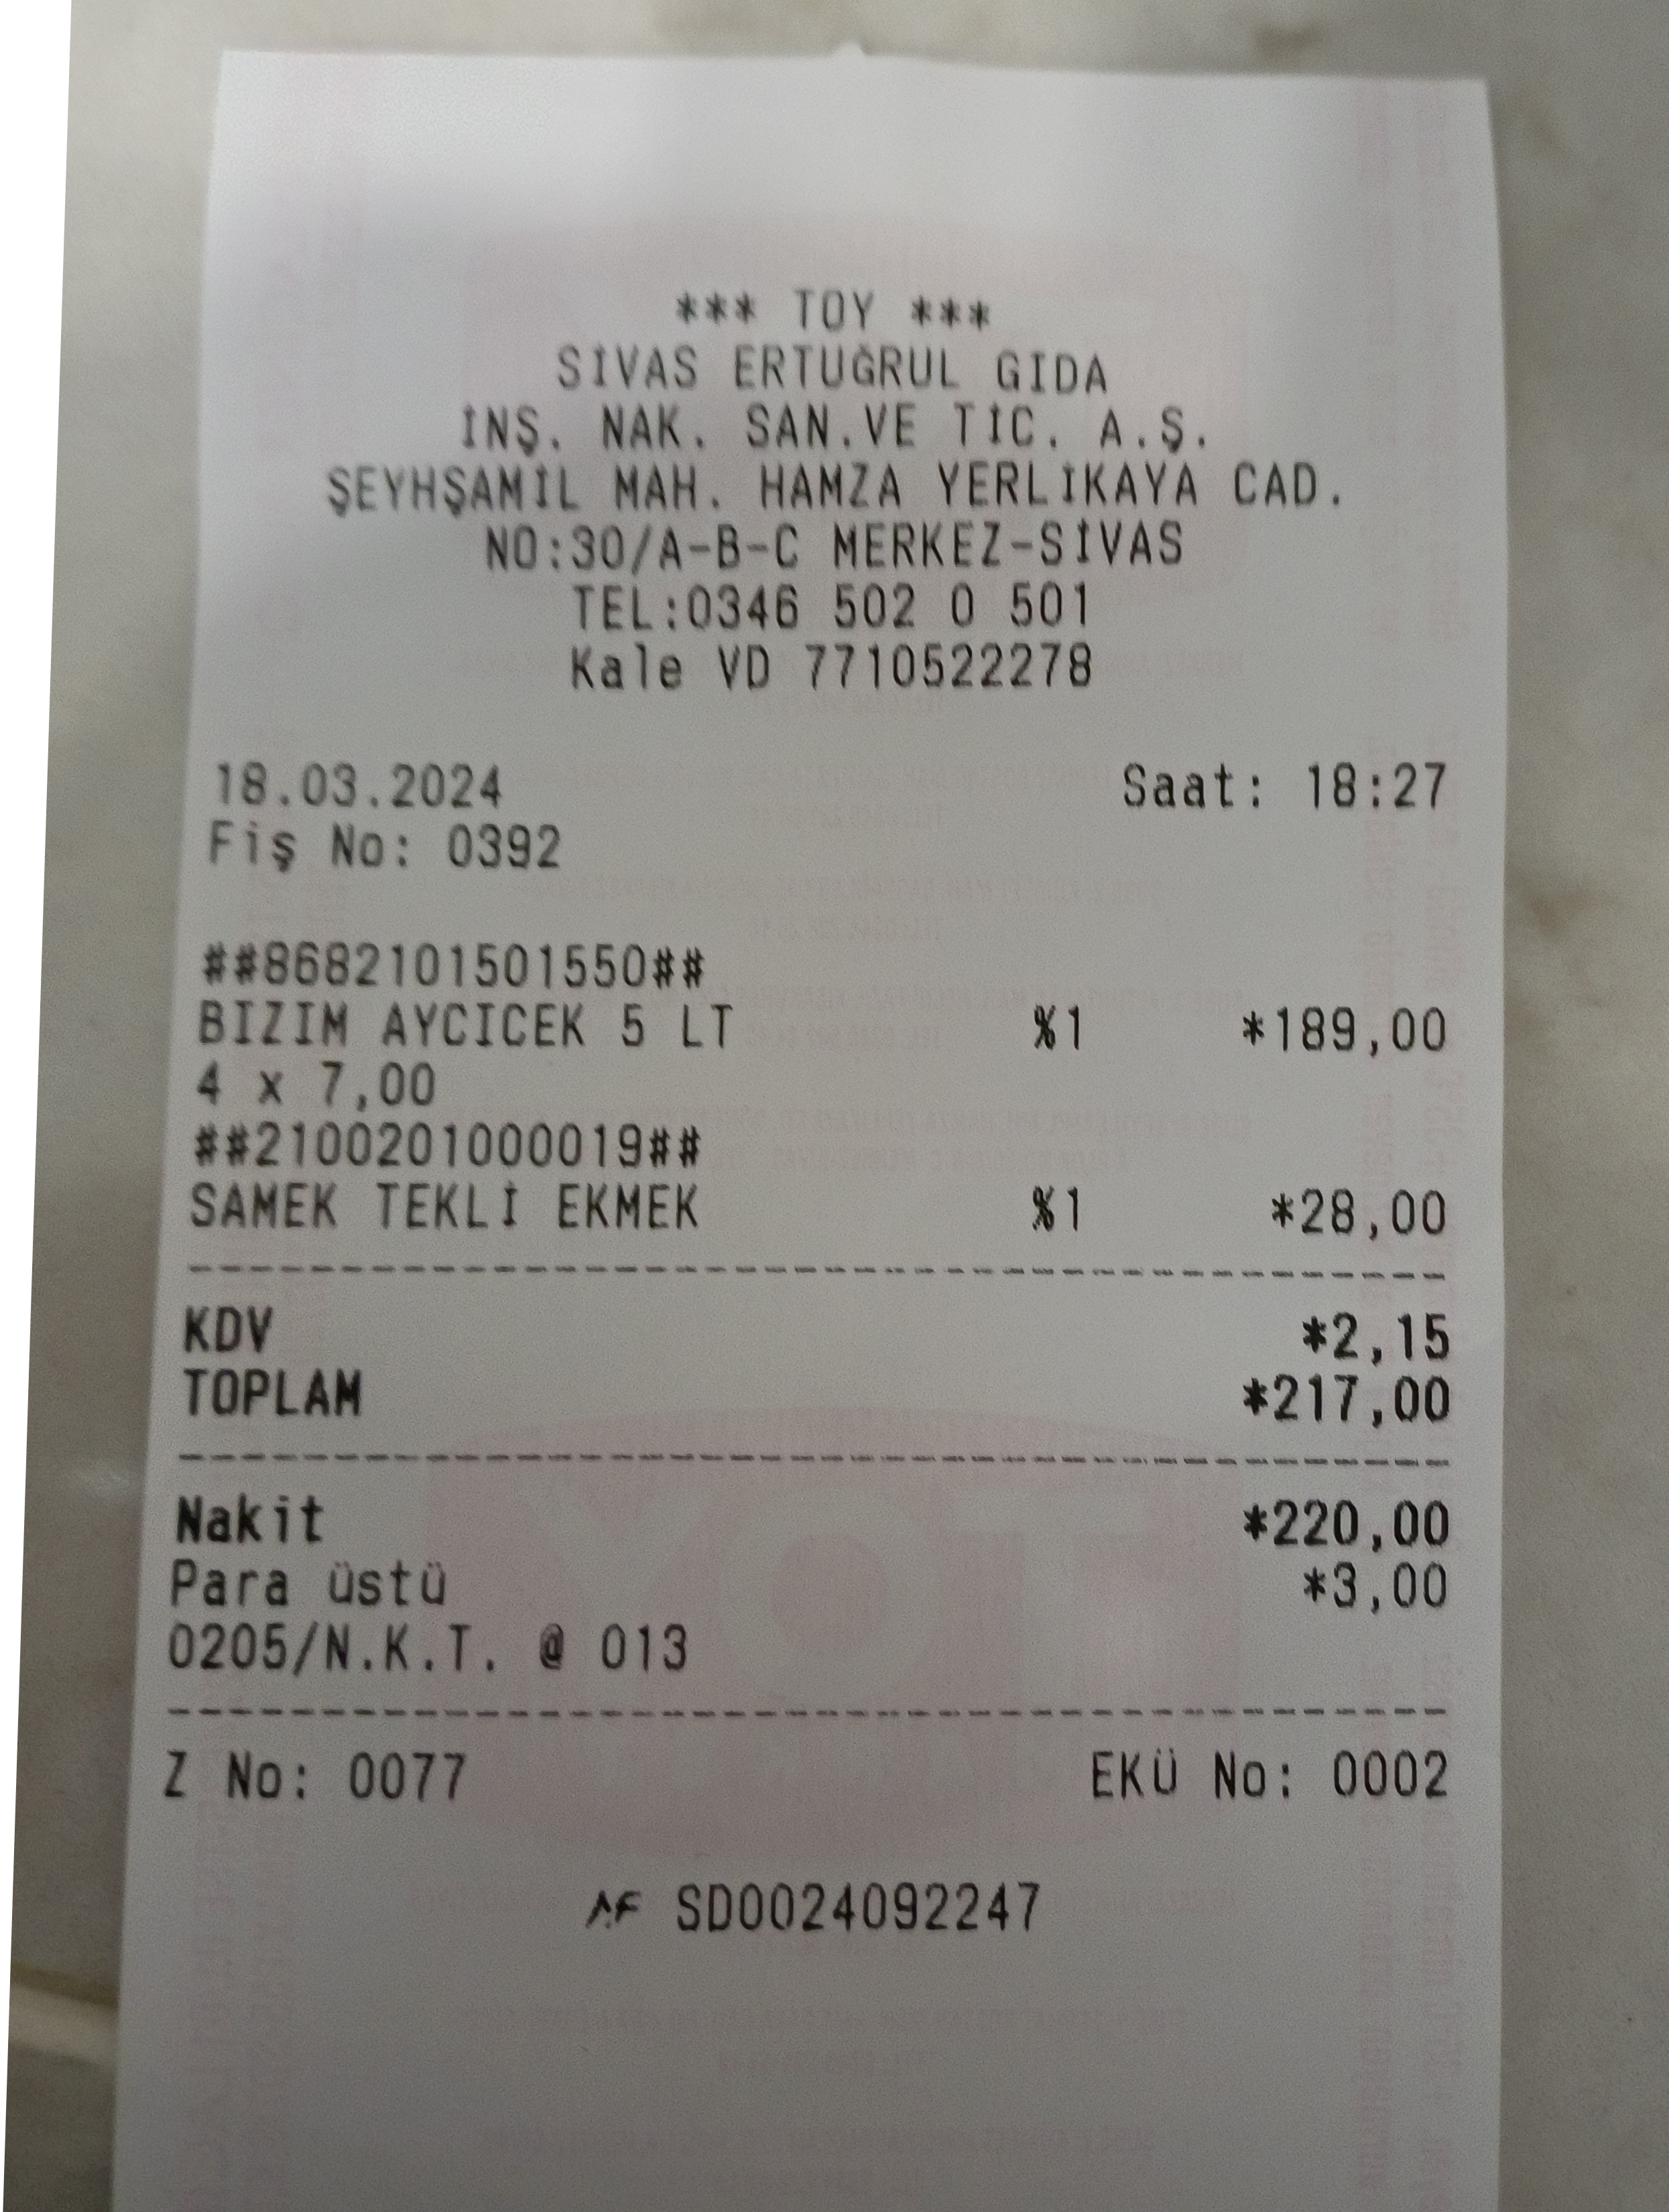 *** TOY ***
SİVAS ERTUĞRUL GIDA
İNŞ. NAK. SAN.VE TİC. A.Ş.
ŞEYHŞAMİL MAH. HAMZA YERLİKAYA CAD.
NO:30/A-B-C MERKEZ-SİVAS
TEL:0346 502 0 501
Kale VD 7710522278
18.03.2024 Saat: 18:27
Fiş No: 0392
##8682101501550##
BIZIM AYCICEK 5 LT %1 *189,00
4 x 7,00
##2100201000019##
SAMEK TEKLİ EKMEK %1 *28,00
KDV *2,15
TOPLAM *217,00
Nakit *220,00
Para üstü *3,00
0205/N.K.T. @ 013
Z No: 0077 EKÜ No: 0002
MF SD0024092247